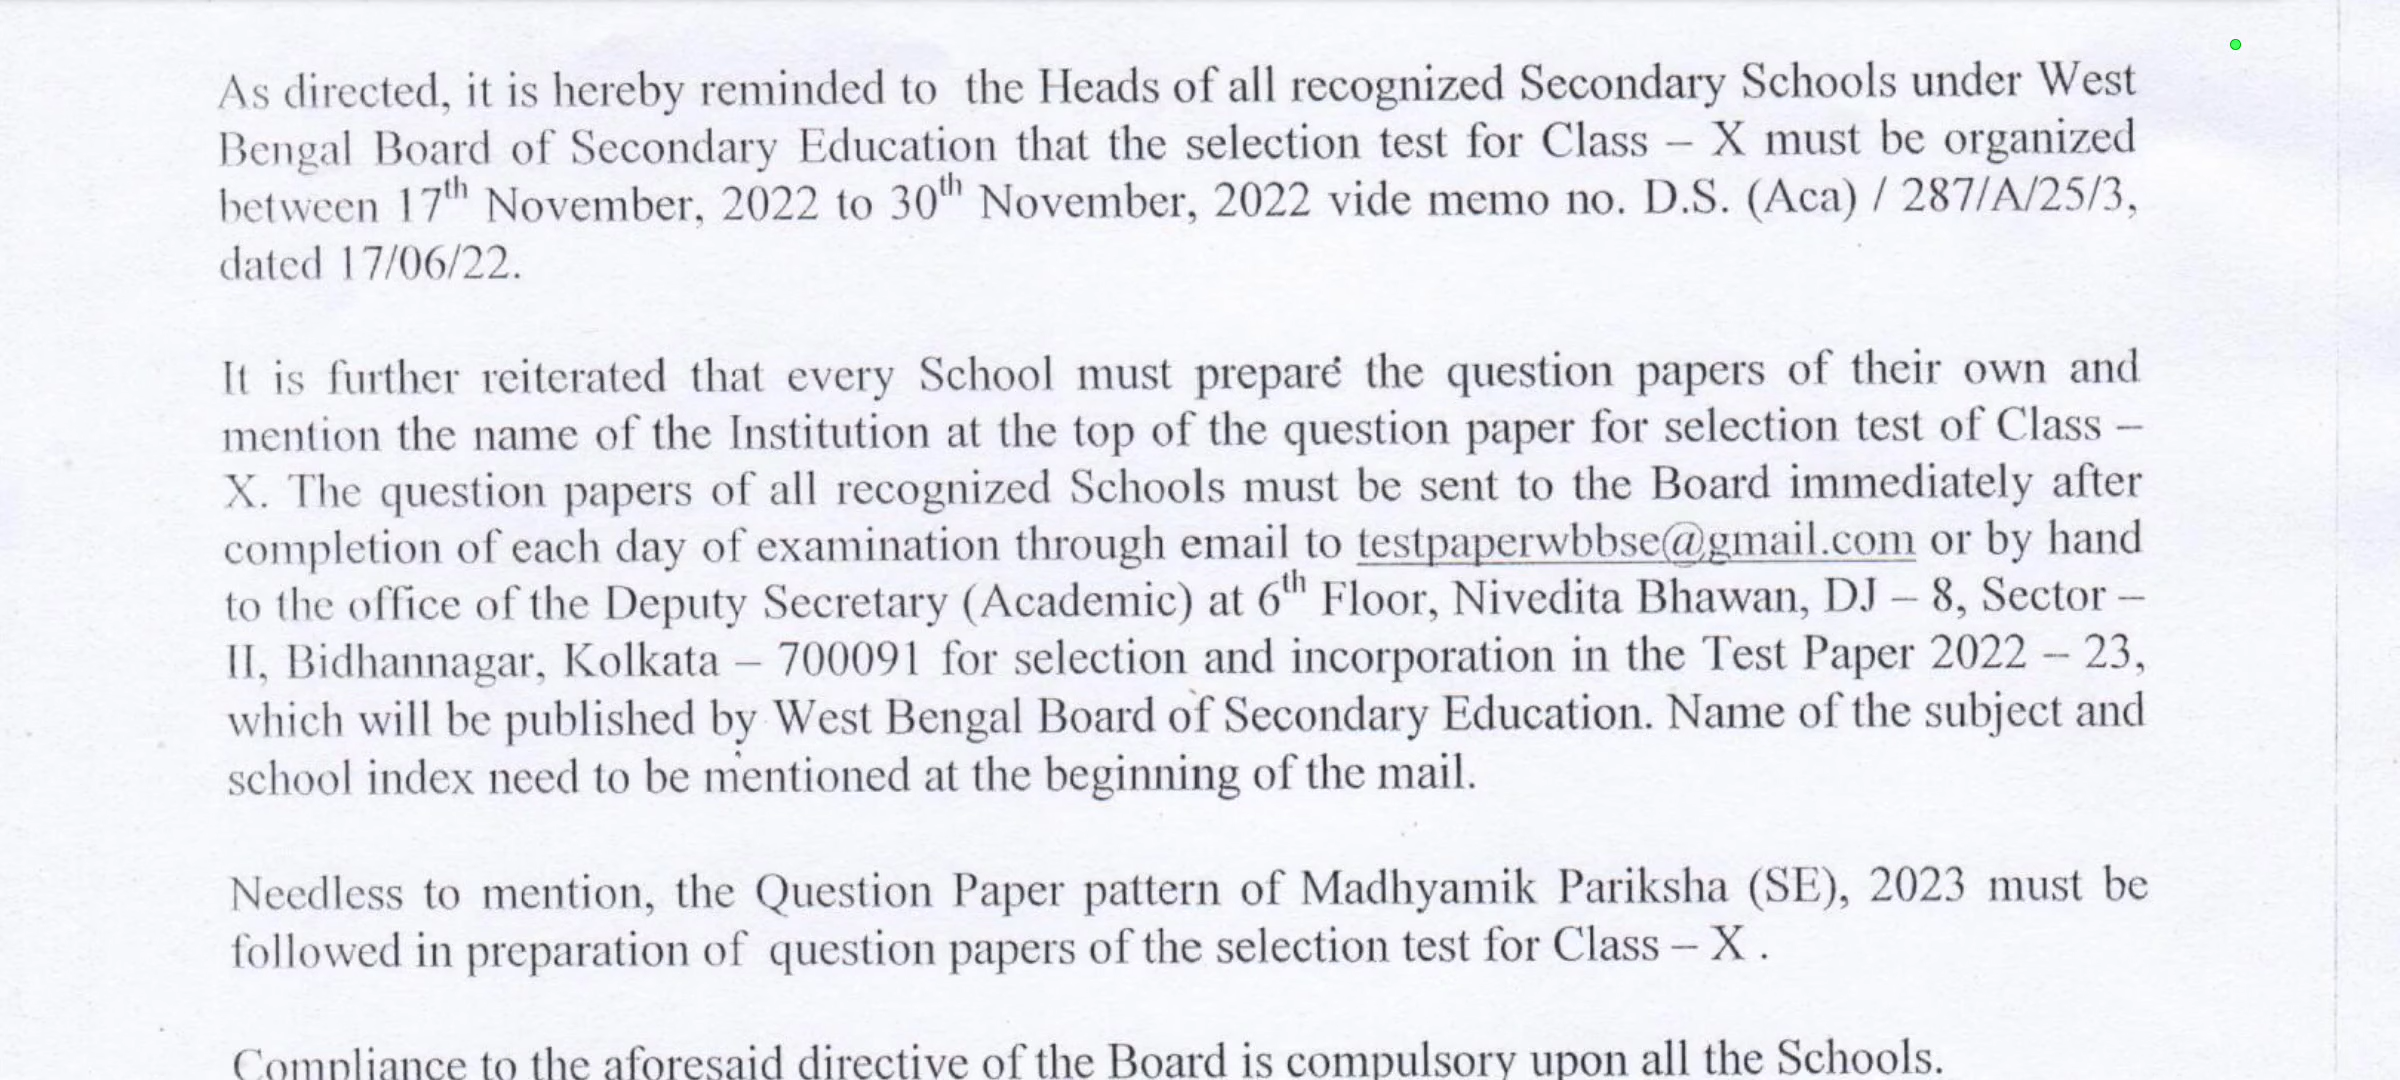 As directed, it is hereby reminded to the Heads of all recognized Secondary Schools under West
Bengal Board of Secondary Education that the selection test for Class – X must be organized
between 17th November, 2022 to 30th November, 2022 vide memo no. D.S. (Aca) / 287/A/25/3,
dated 17/06/22.
It is further reiterated that every School must prepare the question papers of their own and
mention the name of the Institution at the top of the question paper for selection test of Class –
X. The question papers of all recognized Schools must be sent to the Board immediately after
completion of each day of examination through email to testpaperwbbse@gmail.com or by hand
to the office of the Deputy Secretary (Academic) at 6th Floor, Nivedita Bhawan, DJ – 8, Sector –
II, Bidhannagar, Kolkata – 700091 for selection and incorporation in the Test Paper 2022 – 23,
which will be published by West Bengal Board of Secondary Education. Name of the subject and
school index need to be mentioned at the beginning of the mail.
Needless to mention, the Question Paper pattern of Madhyamik Pariksha (SE), 2023 must be
followed in preparation of question papers of the selection test for Class – X .
Compliance to the aforesaid directive of the Board is compulsory upon all the Schools.